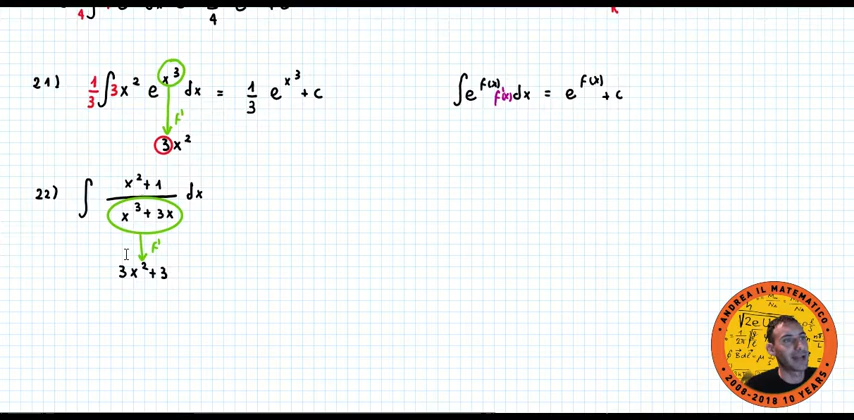 21) 1/3 ∫ 3x² e^(x³) dx = 1/3 e^(x³) + c
∫ e^(f(x)) f'(x) dx = e^(f(x)) + c
f'
3x²
22) ∫ (x²+1)/(x³+3x) dx
f'
3x²+3
ANDREA IL MATEMATICO
2008-2018 10 YEARS